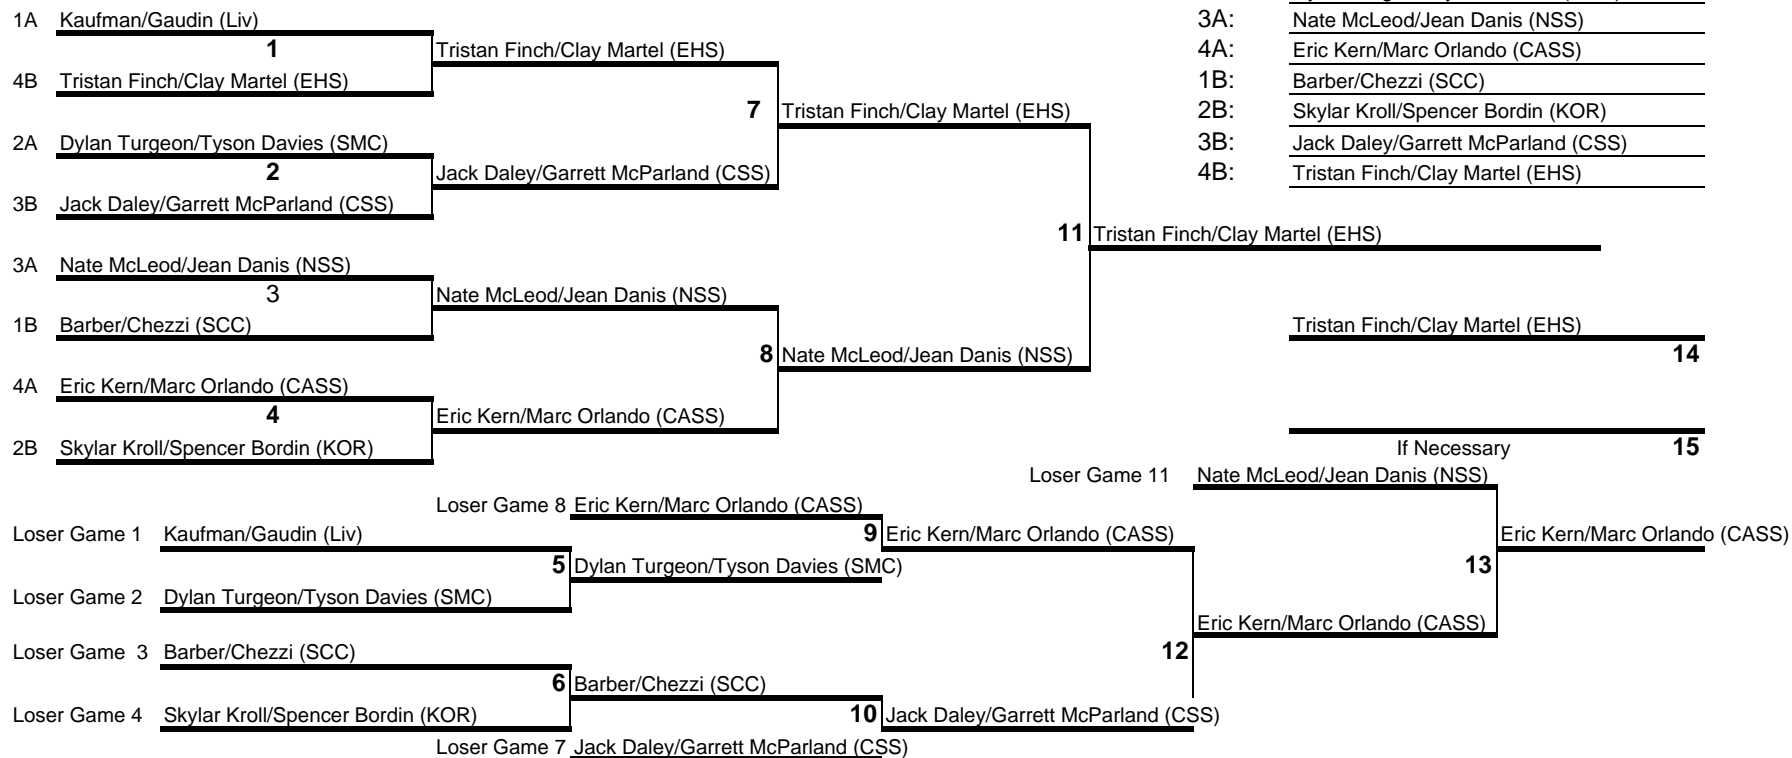 1A Kaufman/Gaudin (Liv)
1
Tristan Finch/Clay Martel (EHS)
4B Tristan Finch/Clay Martel (EHS)
7 Tristan Finch/Clay Martel (EHS)
2A Dylan Turgeon/Tyson Davies (SMC)
2
Jack Daley/Garrett McParland (CSS)
3B Jack Daley/Garrett McParland (CSS)
11 Tristan Finch/Clay Martel (EHS)
3A Nate McLeod/Jean Danis (NSS)
3
Nate McLeod/Jean Danis (NSS)
1B Barber/Chezzi (SCC)
8 Nate McLeod/Jean Danis (NSS)
4A Eric Kern/Marc Orlando (CASS)
4
Eric Kern/Marc Orlando (CASS)
2B Skylar Kroll/Spencer Bordin (KOR)
3A: Nate McLeod/Jean Danis (NSS)
4A: Eric Kern/Marc Orlando (CASS)
1B: Barber/Chezzi (SCC)
2B: Skylar Kroll/Spencer Bordin (KOR)
3B: Jack Daley/Garrett McParland (CSS)
4B: Tristan Finch/Clay Martel (EHS)
Tristan Finch/Clay Martel (EHS)
14
If Necessary 15
Loser Game 11 Nate McLeod/Jean Danis (NSS)
Loser Game 8 Eric Kern/Marc Orlando (CASS)
Loser Game 1 Kaufman/Gaudin (Liv)
9 Eric Kern/Marc Orlando (CASS)
Eric Kern/Marc Orlando (CASS)
5 Dylan Turgeon/Tyson Davies (SMC)
13
Loser Game 2 Dylan Turgeon/Tyson Davies (SMC)
Eric Kern/Marc Orlando (CASS)
Loser Game 3 Barber/Chezzi (SCC)
12
6 Barber/Chezzi (SCC)
Loser Game 4 Skylar Kroll/Spencer Bordin (KOR)
10 Jack Daley/Garrett McParland (CSS)
Loser Game 7 Jack Daley/Garrett McParland (CSS)